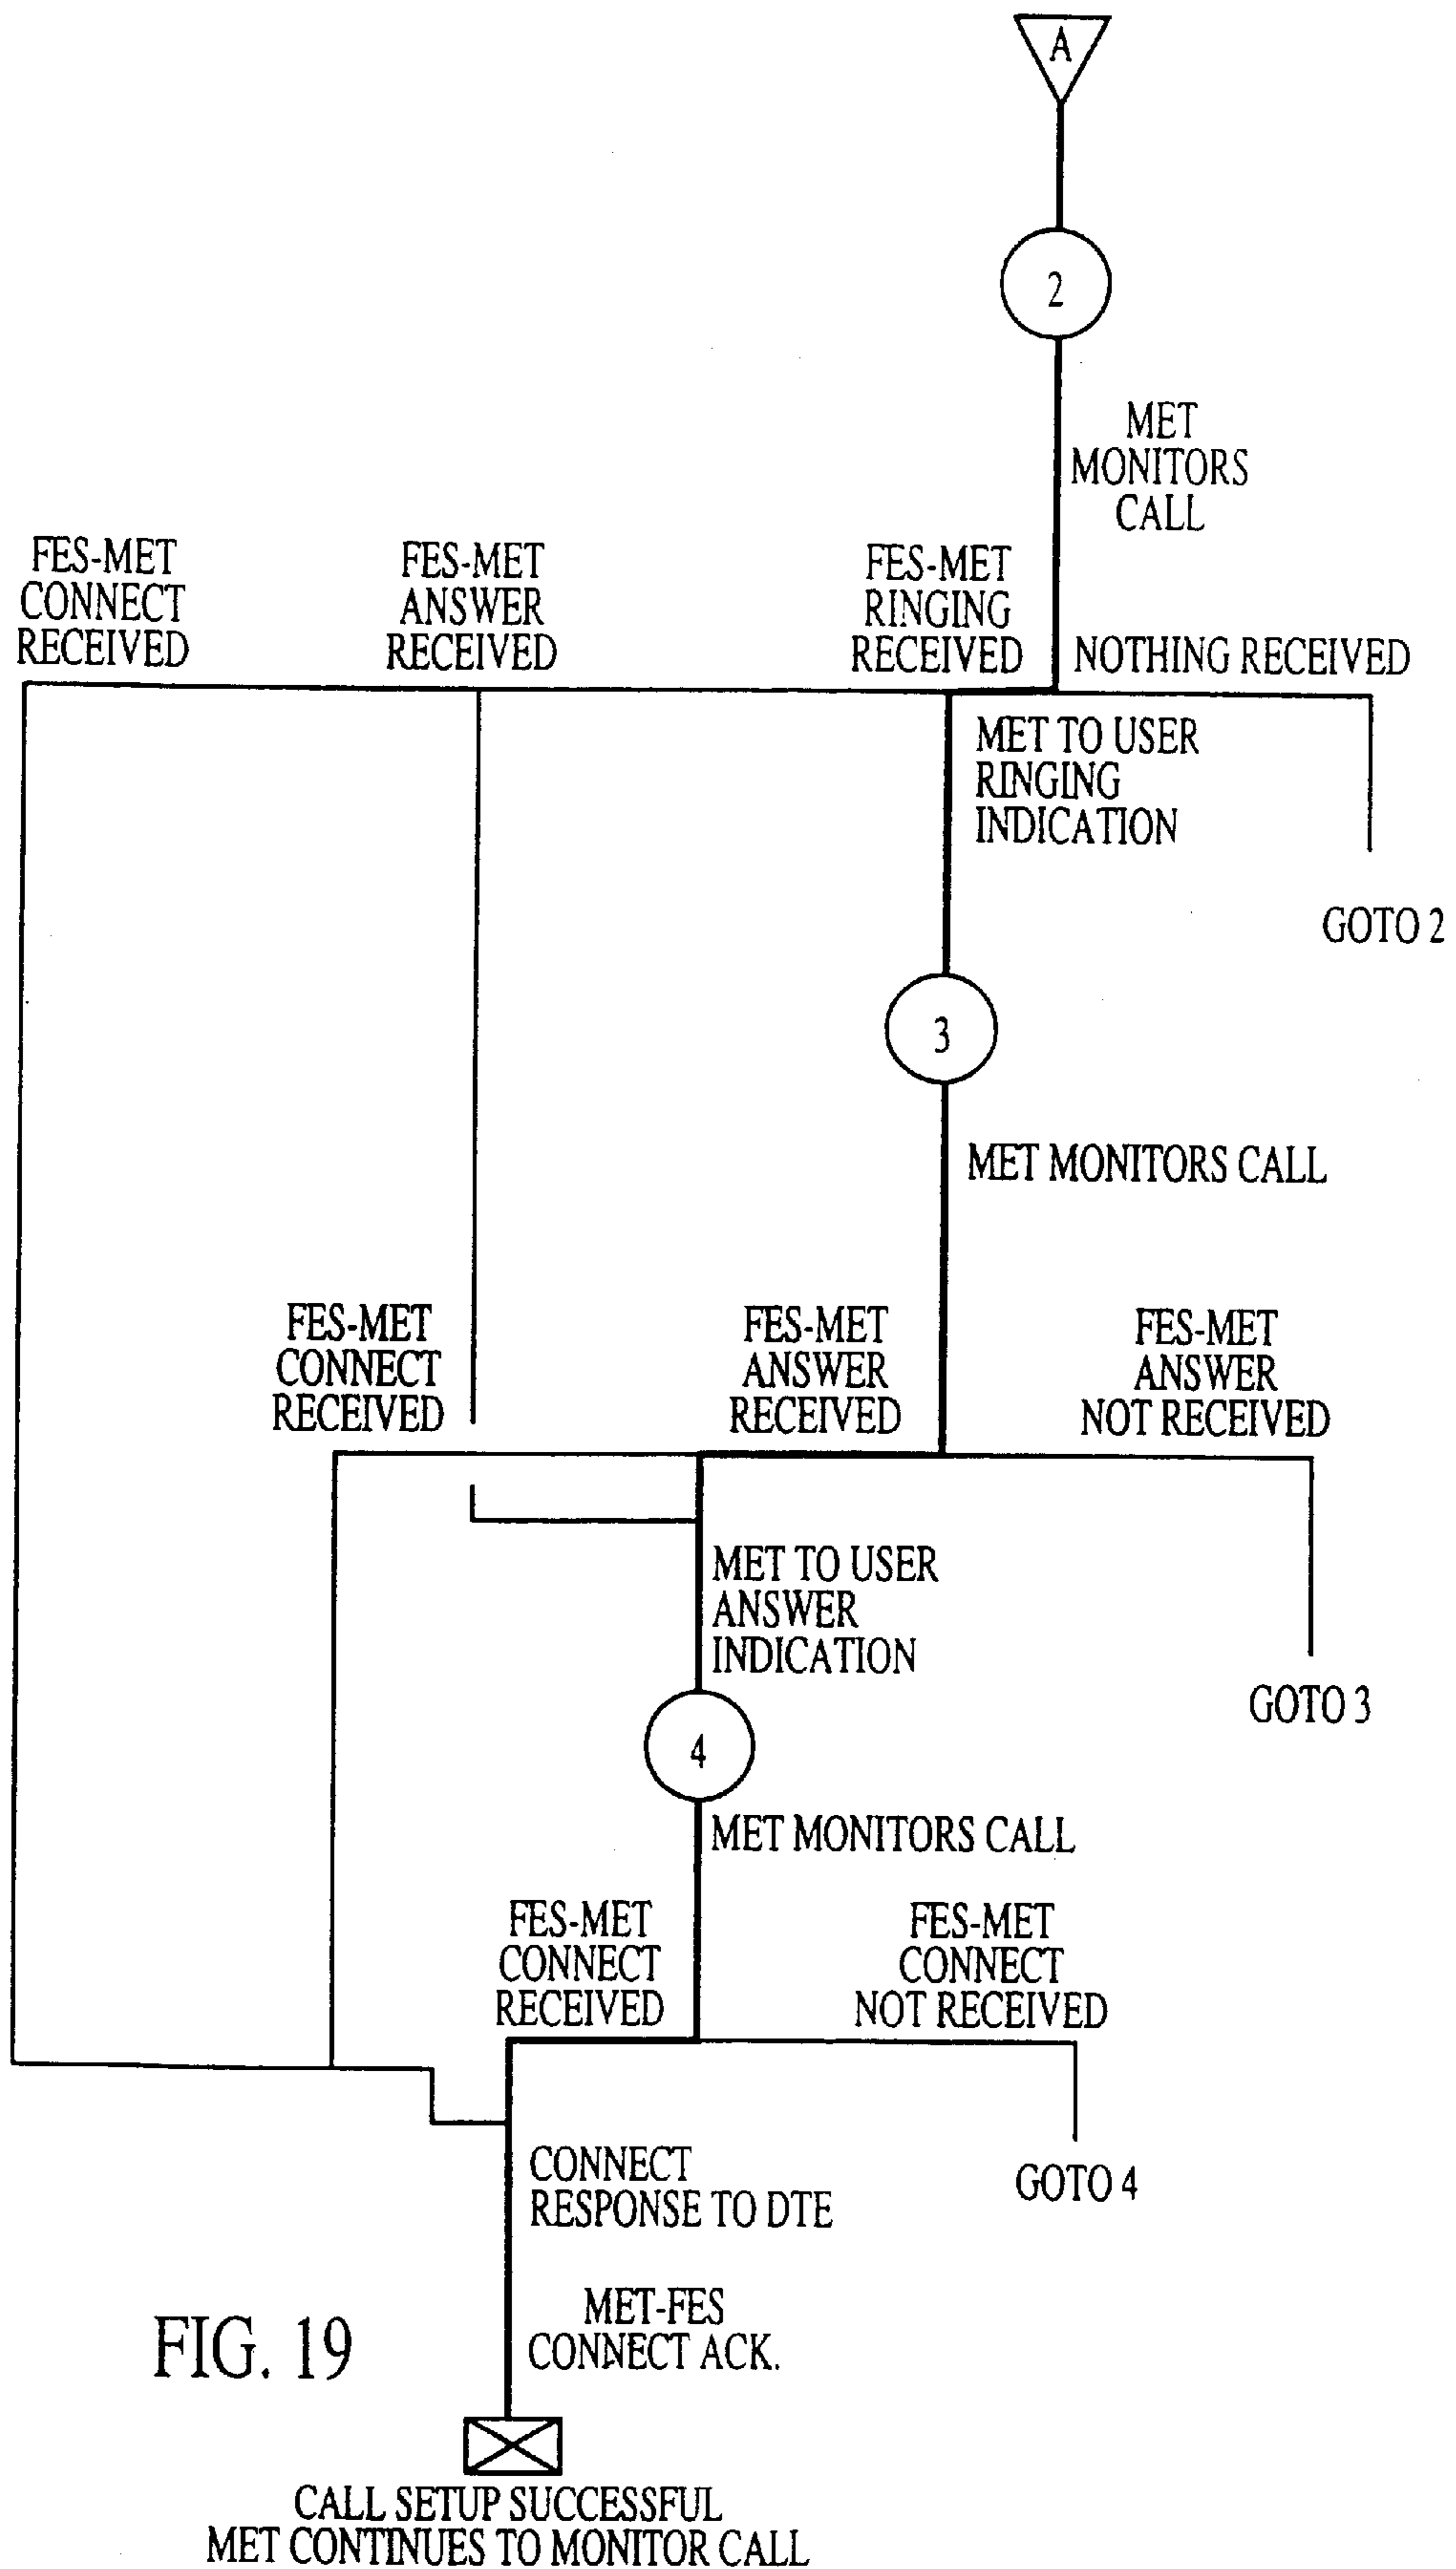 A
2
MET
MONITORS
CALL
FES-MET
CONNECT
RECEIVED
FES-MET
ANSWER
RECEIVED
FES-MET
RINGING
RECEIVED
NOTHING RECEIVED
MET TO USER
RINGING
INDICATION
GOTO 2
3
MET MONITORS CALL
FES-MET
CONNECT
RECEIVED
FES-MET
ANSWER
RECEIVED
FES-MET
ANSWER
NOT RECEIVED
MET TO USER
ANSWER
INDICATION
GOTO 3
4
MET MONITORS CALL
FES-MET
CONNECT
RECEIVED
FES-MET
CONNECT
NOT RECEIVED
CONNECT
RESPONSE TO DTE
GOTO 4
MET-FES
CONNECT ACK.
FIG. 19
CALL SETUP SUCCESSFUL
MET CONTINUES TO MONITOR CALL